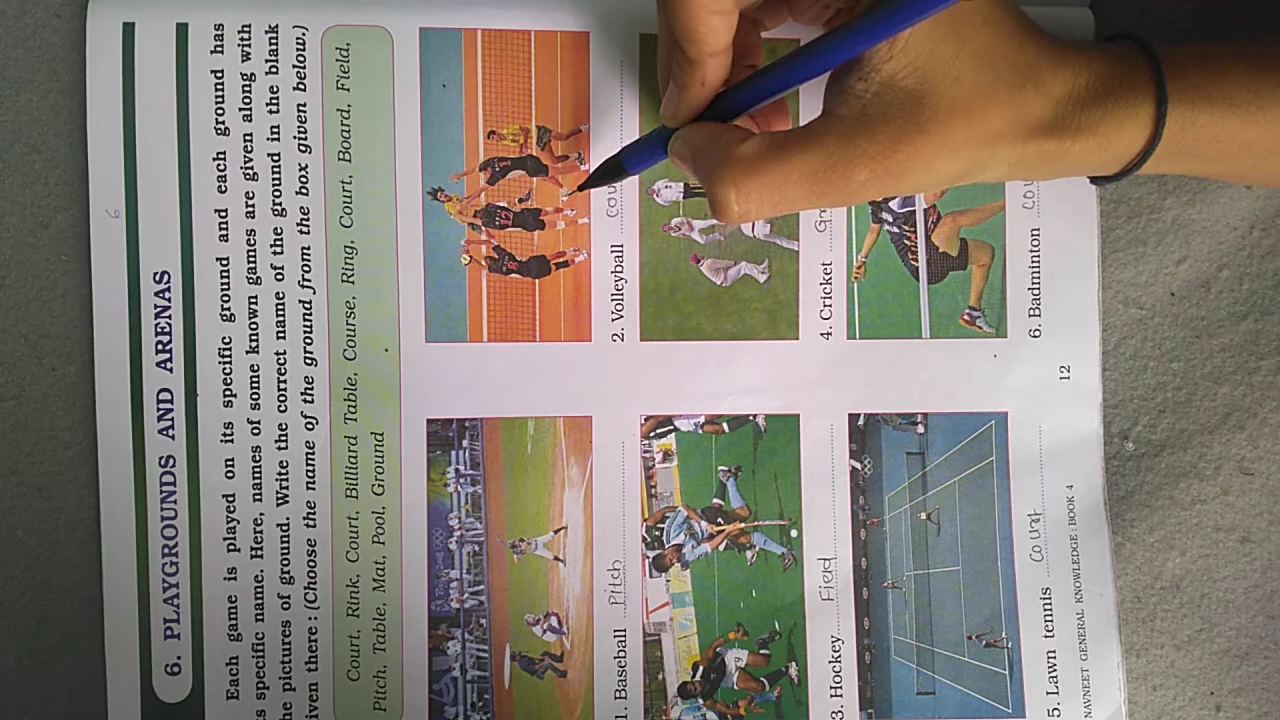 6
6. PLAYGROUNDS AND ARENAS
Each game is played on its specific ground and each ground has
s specific name. Here, names of some known games are given along with
he pictures of ground. Write the correct name of the ground in the blank
iven there : (Choose the name of the ground from the box given below.)
Court, Rink, Court, Billiard Table, Course, Ring, Court, Board, Field,
Pitch, Table, Mat, Pool, Ground
1. Baseball Pitch
2. Volleyball cou
3. Hockey Field
4. Cricket Gr
5. Lawn tennis court
6. Badminton cou
NAVNEET GENERAL KNOWLEDGE : BOOK 4
12